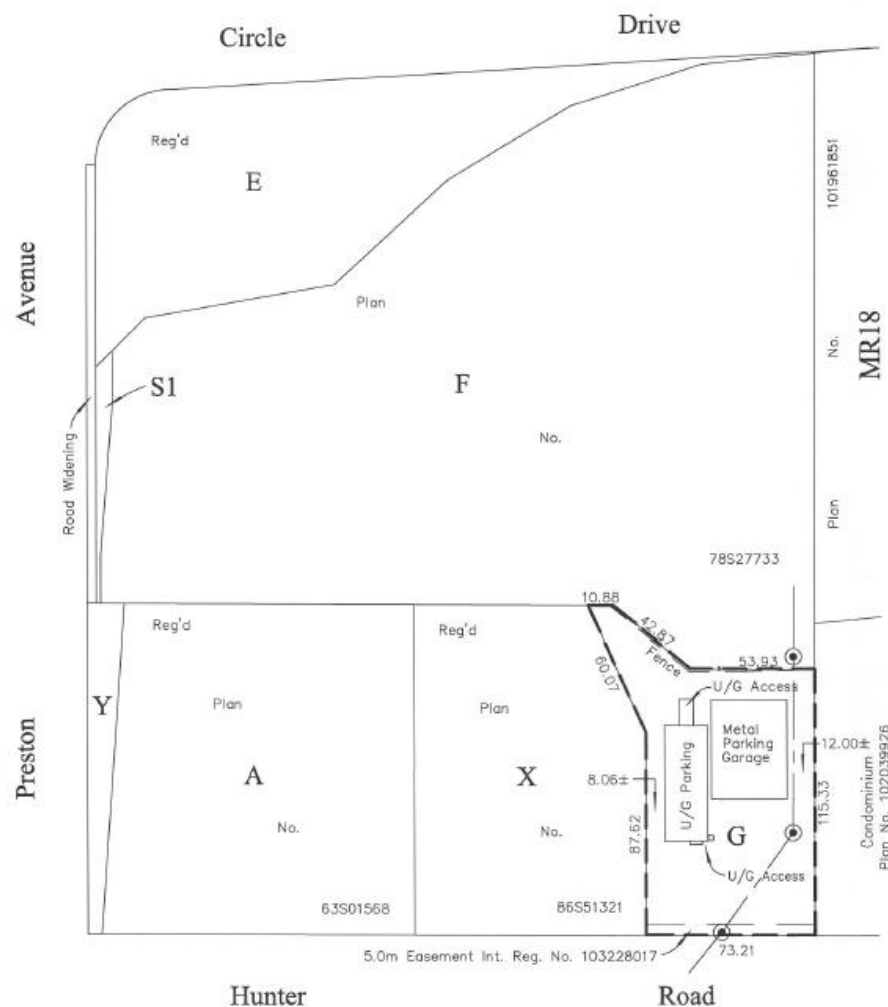 Circle
Drive
Reg'd
E
101961851
Avenue
Plan
No.
MR18
S1
F
Road Widening
No.
Plan
78S27733
10.88
42.87
Fence
53.93
60.07
Reg'd
Reg'd
U/G Access
Y
Plan
Plan
Metal
Parking
Garage
12.00±
Preston
A
X
8.06±
U/G Parking
115.33
Condominium
Plan No. 102039926
No.
No.
87.62
G
U/G Access
63S01568
86S51321
5.0m Easement Int. Reg. No. 103228017
73.21
Hunter
Road